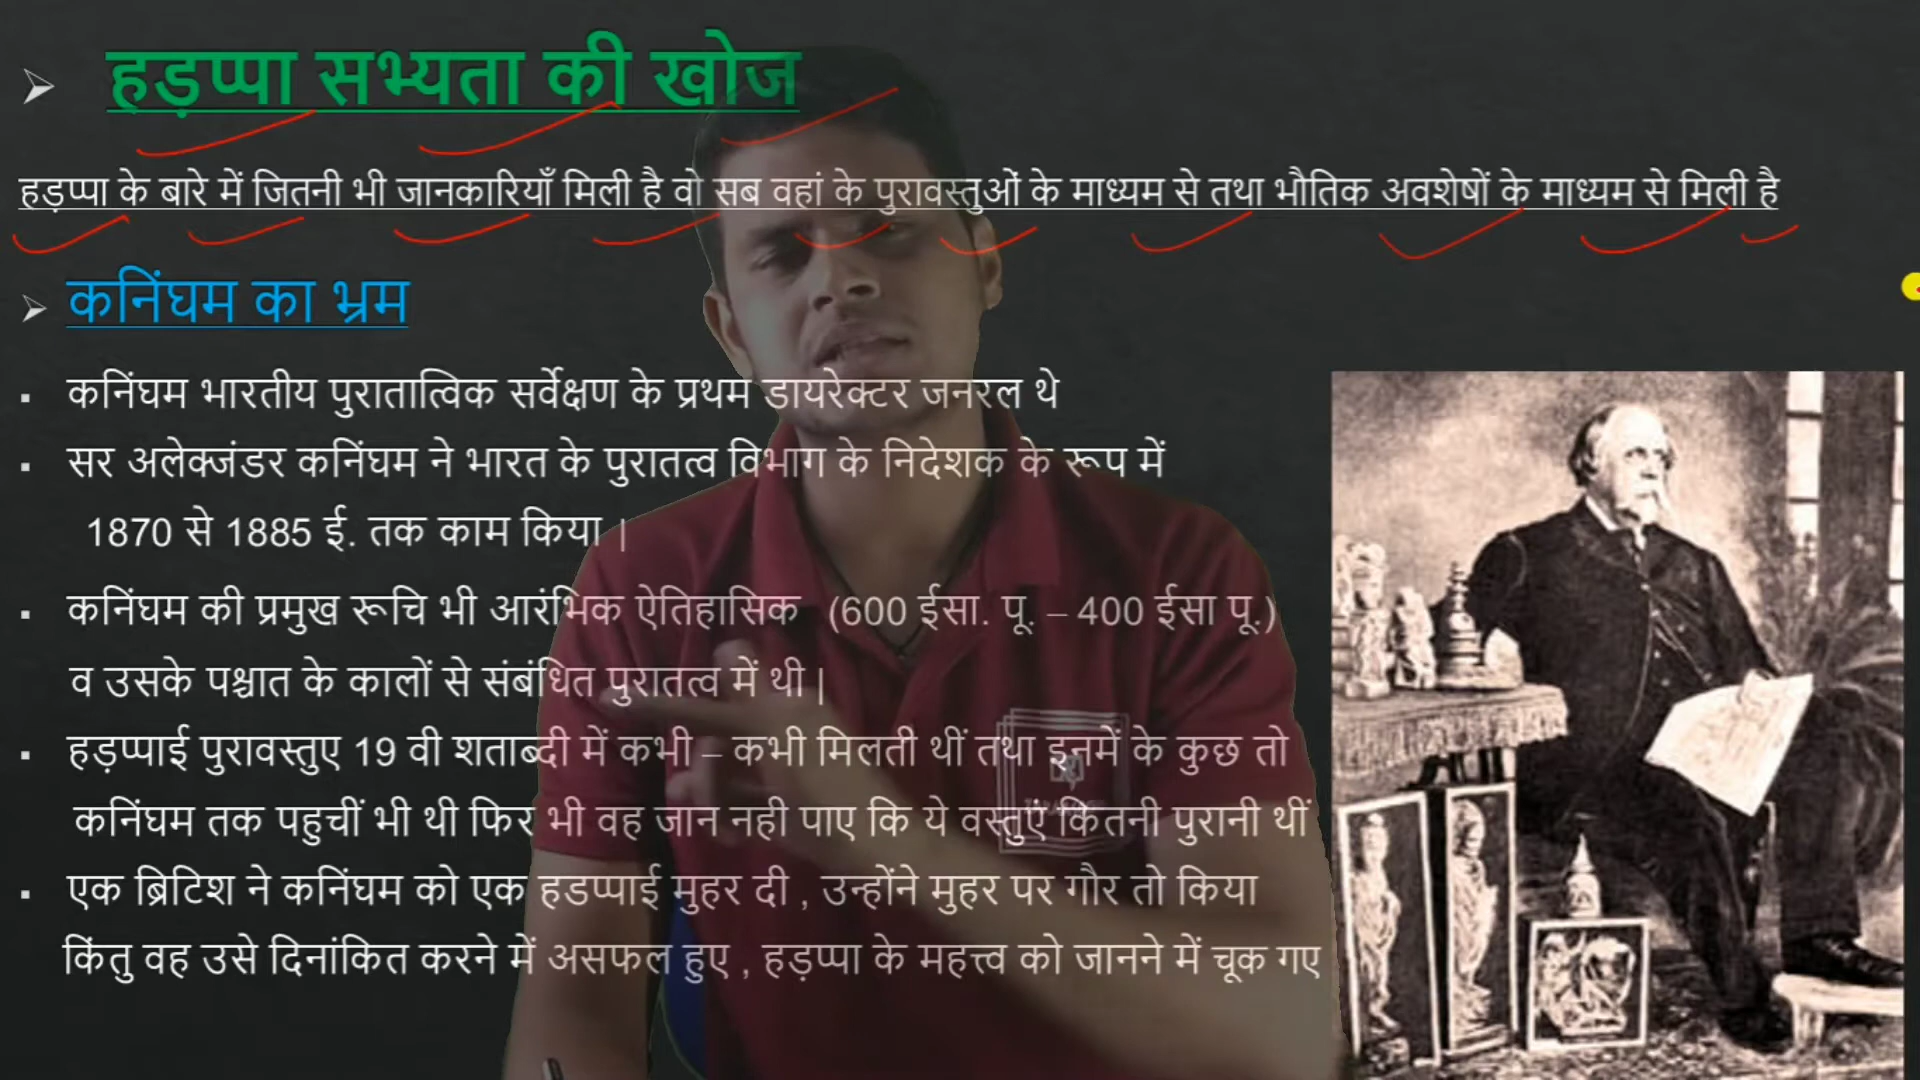 हड़प्पा सभ्यता की खोज
हड़प्पा के बारे में जितनी भी जानकारियाँ मिली है वो सब वहां के पुरावस्तुओं के माध्यम से तथा भौतिक अवशेषों के माध्यम से मिली है
कनिंघम का भ्रम
कनिंघम भारतीय पुरातात्विक सर्वेक्षण के प्रथम डायरेक्टर जनरल थे
सर अलेक्जंडर कनिंघम ने भारत के पुरातत्व विभाग के निदेशक के रूप में
1870 से 1885 ई. तक काम किया |
कनिंघम की प्रमुख रूचि भी आरंभिक ऐतिहासिक (600 ईसा. पू. – 400 ईसा पू.)
व उसके पश्चात के कालों से संबंधित पुरातत्व में थी |
हड़प्पाई पुरावस्तुए 19 वी शताब्दी में कभी – कभी मिलती थीं तथा इनमें के कुछ तो
कनिंघम तक पहुचीं भी थी फिर भी वह जान नही पाए कि ये वस्तुएं कितनी पुरानी थीं
एक ब्रिटिश ने कनिंघम को एक हडप्पाई मुहर दी , उन्होंने मुहर पर गौर तो किया
किंतु वह उसे दिनांकित करने में असफल हुए , हड़प्पा के महत्त्व को जानने में चूक गए